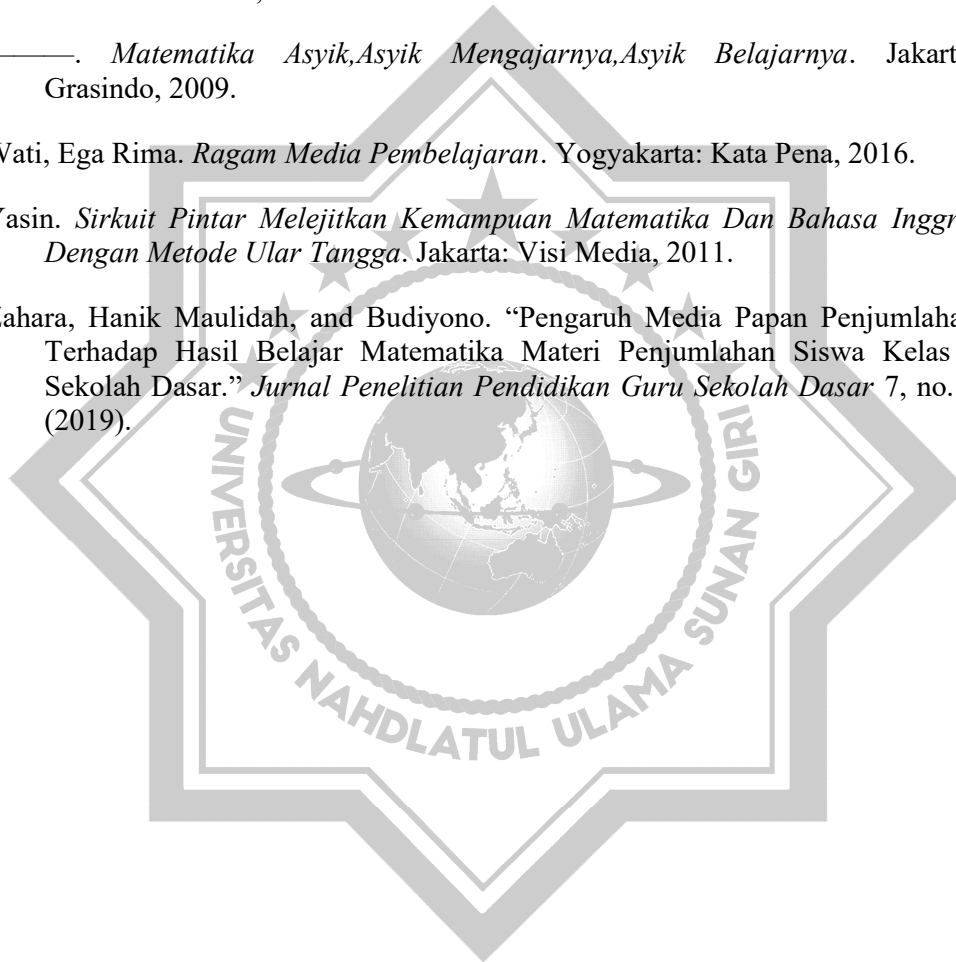 ———. Matematika Asyik,Asyik Mengajarnya,Asyik Belajarnya. Jakart
Grasindo, 2009.
Wati, Ega Rima. Ragam Media Pembelajaran. Yogyakarta: Kata Pena, 2016.
Yasin. Sirkuit Pintar Melejitkan Kemampuan Matematika Dan Bahasa Inggr
Dengan Metode Ular Tangga. Jakarta: Visi Media, 2011.
Zahara, Hanik Maulidah, and Budiyono. “Pengaruh Media Papan Penjumlaha
Terhadap Hasil Belajar Matematika Materi Penjumlahan Siswa Kelas
Sekolah Dasar.” Jurnal Penelitian Pendidikan Guru Sekolah Dasar 7, no.
(2019).
UNIVERSITAS NAHDLATUL ULAMA SUNAN GIRI